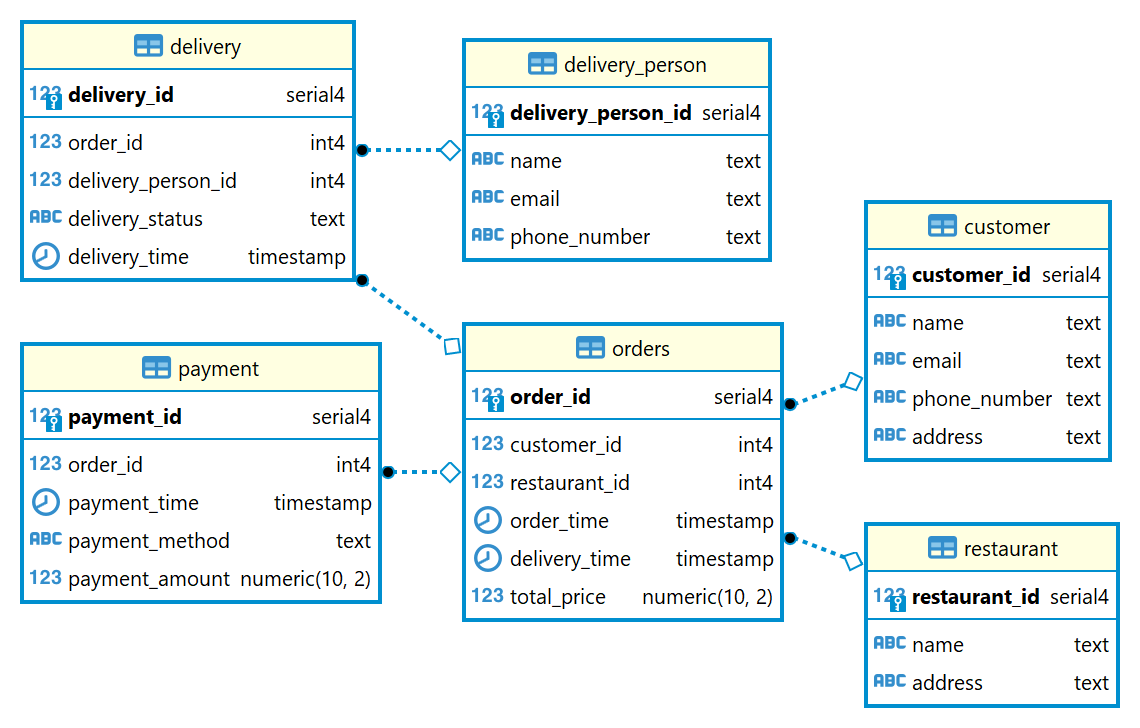 delivery
123 delivery_id serial4
123 order_id int4
123 delivery_person_id int4
ABC delivery_status text
delivery_time timestamp
delivery_person
123 delivery_person_id serial4
ABC name text
ABC email text
ABC phone_number text
customer
123 customer_id serial4
ABC name text
ABC email text
ABC phone_number text
ABC address text
payment
123 payment_id serial4
123 order_id int4
payment_time timestamp
ABC payment_method text
123 payment_amount numeric(10, 2)
orders
123 order_id serial4
123 customer_id int4
123 restaurant_id int4
order_time timestamp
delivery_time timestamp
123 total_price numeric(10, 2)
restaurant
123 restaurant_id serial4
ABC name text
ABC address text